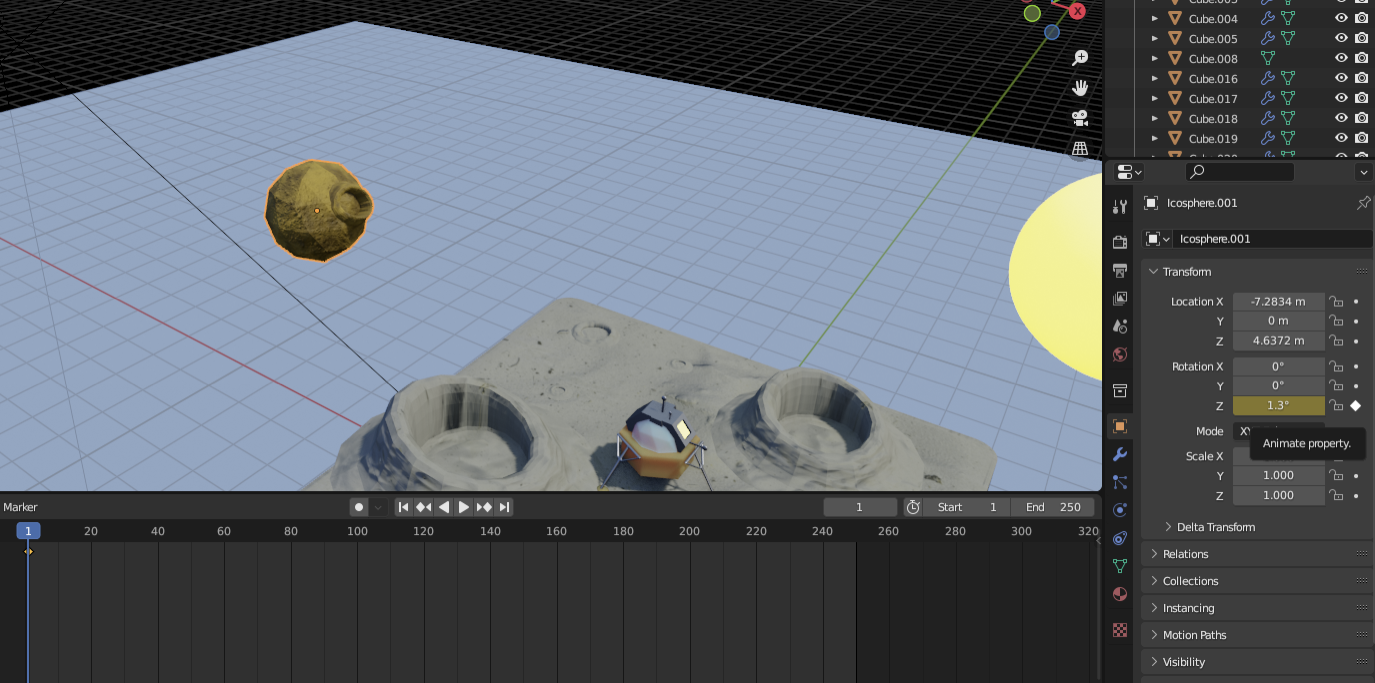 X
Cube.003
Cube.004
Cube.005
Cube.008
Cube.016
Cube.017
Cube.018
Cube.019
Icosphere.001
Icosphere.001
Transform
Location X -7.2834 m
Y 0 m
Z 4.6372 m
Rotation X 0°
Y 0°
Z 1.3°
Mode XY
Animate property.
Scale X
Y 1.000
Z 1.000
Delta Transform
Relations
Collections
Instancing
Motion Paths
Visibility
Marker 1 Start 1 End 250
1 20 40 60 80 100 120 140 160 180 200 220 240 260 280 300 320